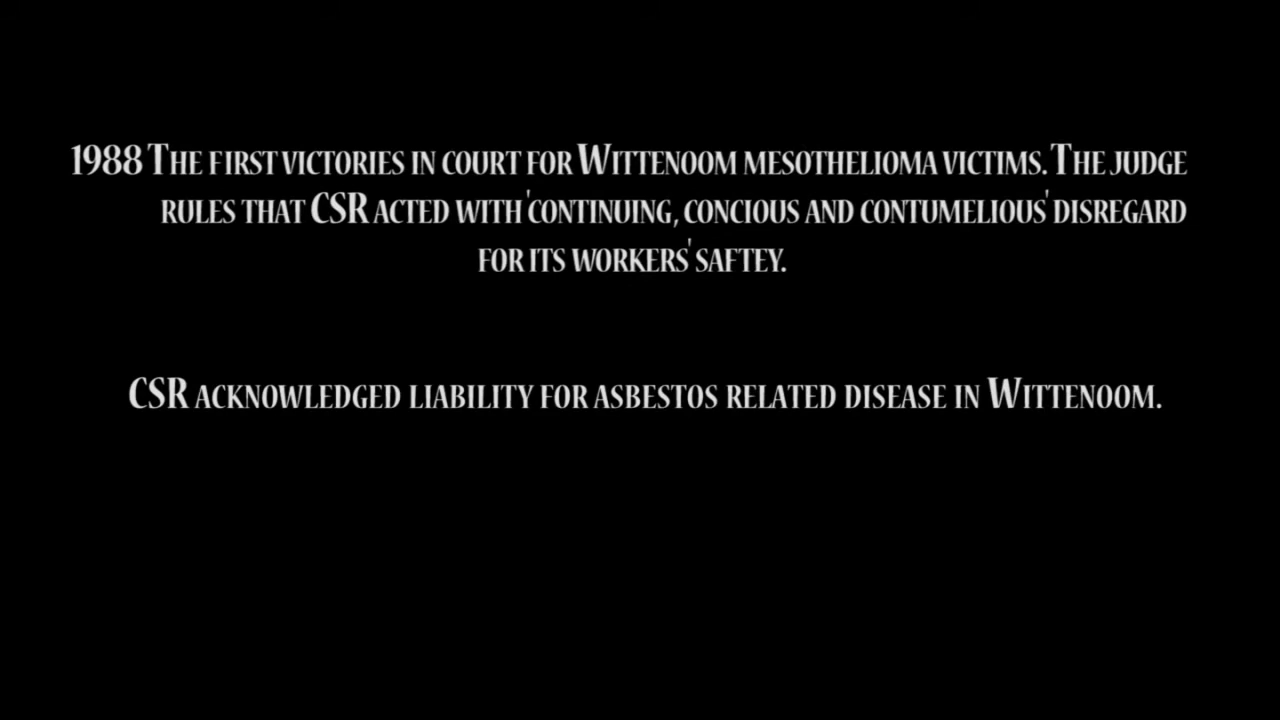 1988 The first victories in court for Wittenoom mesothelioma victims. The judge
rules that CSR acted with 'continuing, concious and contumelious' disregard
for its workers' saftey.
CSR acknowledged liability for asbestos related disease in Wittenoom.